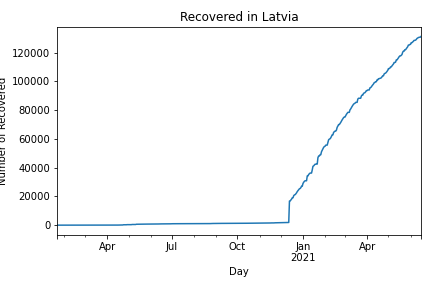 Recovered in Latvia
Number of Recovered
120000
100000
80000
60000
40000
20000
0
Apr Jul Oct Jan Apr
2021
Day